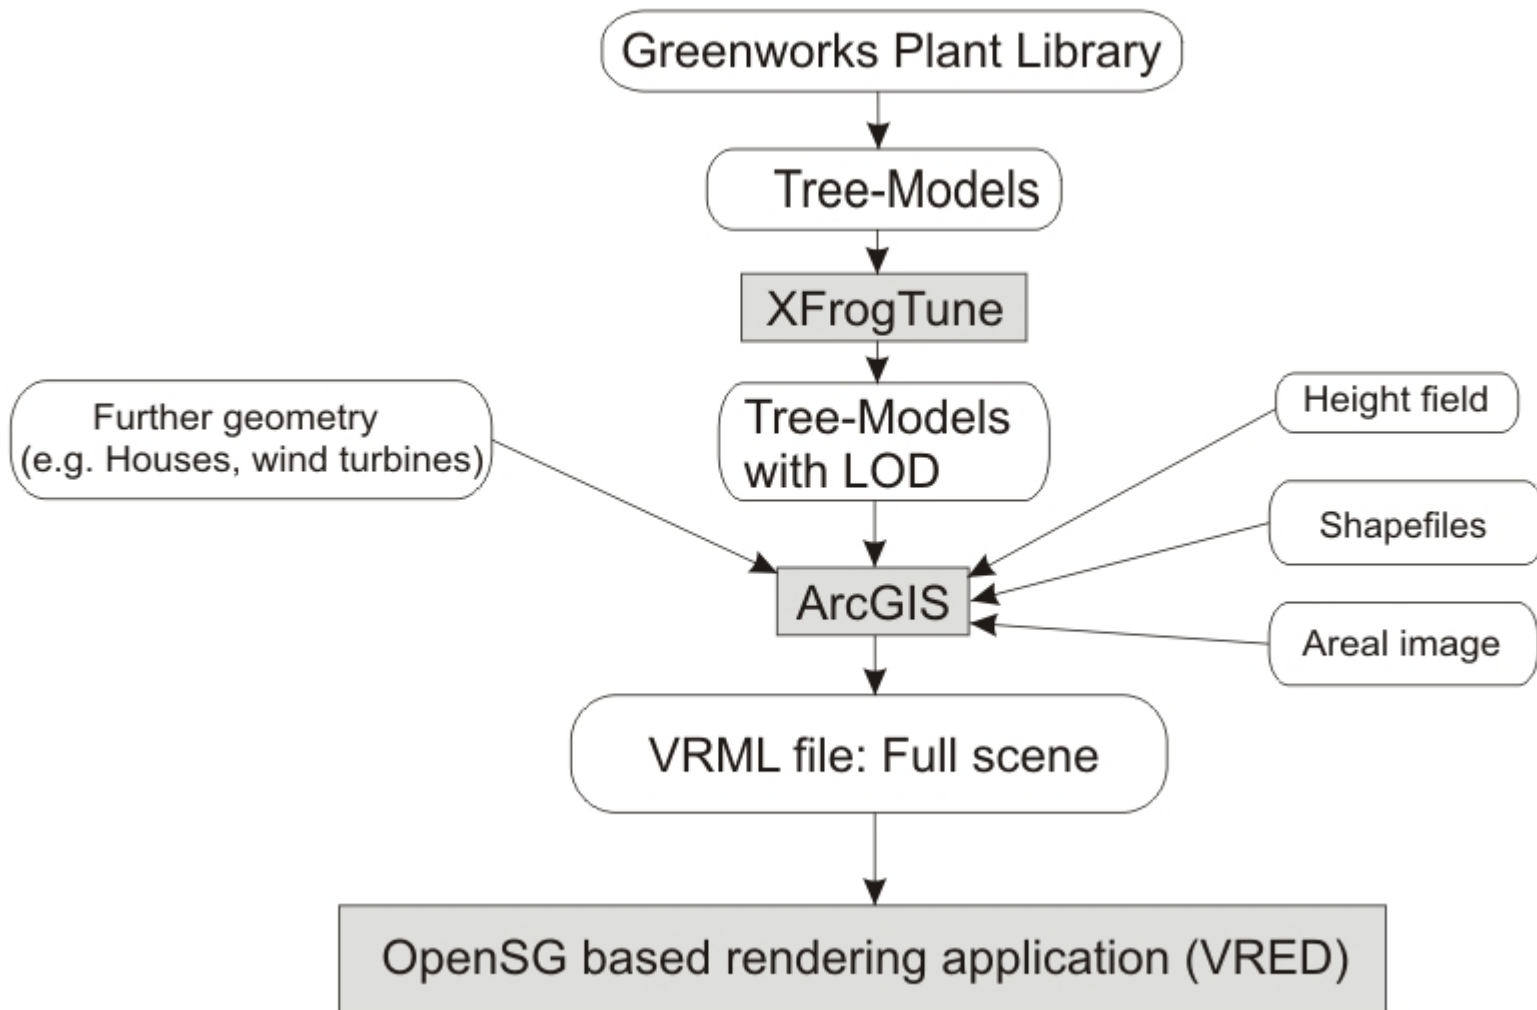 Greenworks Plant Library
Tree-Models
XFrogTune
Further geometry
(e.g. Houses, wind turbines)
Tree-Models
with LOD
Height field
Shapefiles
ArcGIS
Areal image
VRML file: Full scene
OpenSG based rendering application (VRED)